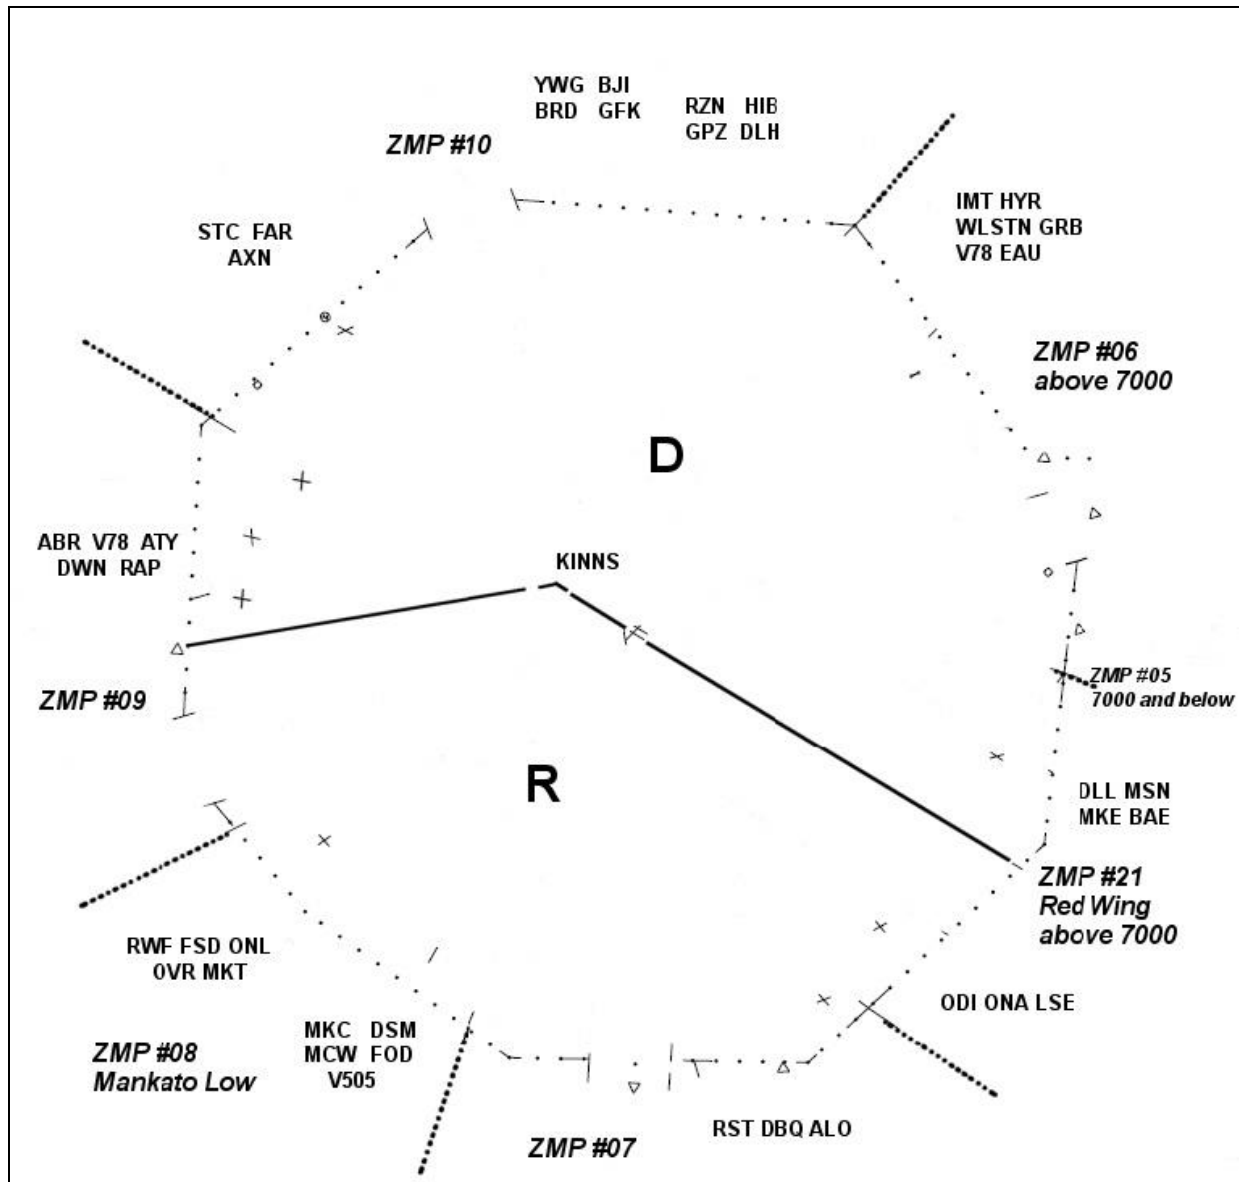 YWG BJI
BRD GFK
RZN HIB
GPZ DLH
ZMP #10
IMT HYR
WLSTN GRB
V78 EAU
STC FAR
AXN
ZMP #06
above 7000
D
ABR V78 ATY
DWN RAP
KINNS
ZMP #09
ZMP #05
7000 and below
R
DLL MSN
MKE BAE
ZMP #21
Red Wing
above 7000
RWF FSD ONL
OVR MKT
ODI ONA LSE
MKC DSM
MCW FOD
V505
ZMP #08
Mankato Low
RST DBQ ALO
ZMP #07